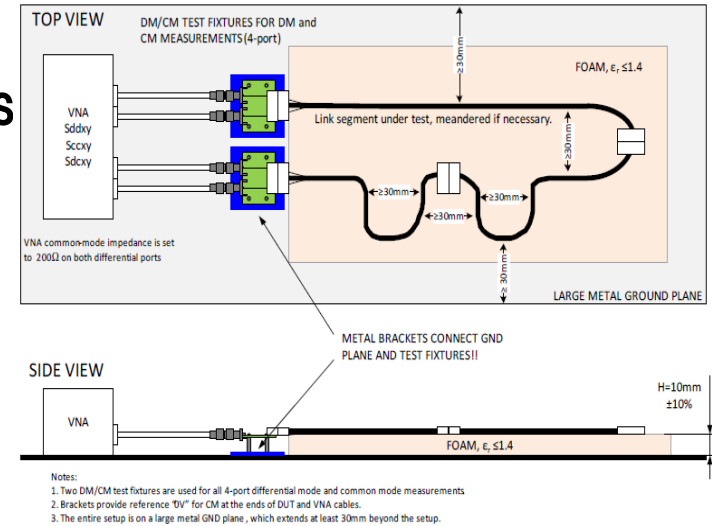 TOP VIEW
DM/CM TEST FIXTURES FOR DM and
CM MEASUREMENTS (4-port)
≥30mm
FOAM, εr ≤1.4
s
VNA
Sddxy
Sccxy
Sdcxy
Link segment under test, meandered if necessary.
≥30mm
≥30mm
≥30mm
≥30mm
VNA common-mode impedance is set
to 200Ω on both differential ports
≥30mm
LARGE METAL GROUND PLANE
METAL BRACKETS CONNECT GND
PLANE AND TEST FIXTURES!!
SIDE VIEW
H=10mm
±10%
VNA
FOAM, εr ≤1.4
Notes:
1. Two DM/CM test fixtures are used for all 4-port differential mode and common mode measurements
2. Brackets provide reference "0V" for CM at the ends of DUT and VNA cables.
3. The entire setup is on a large metal GND plane, which extends at least 30mm beyond the setup.